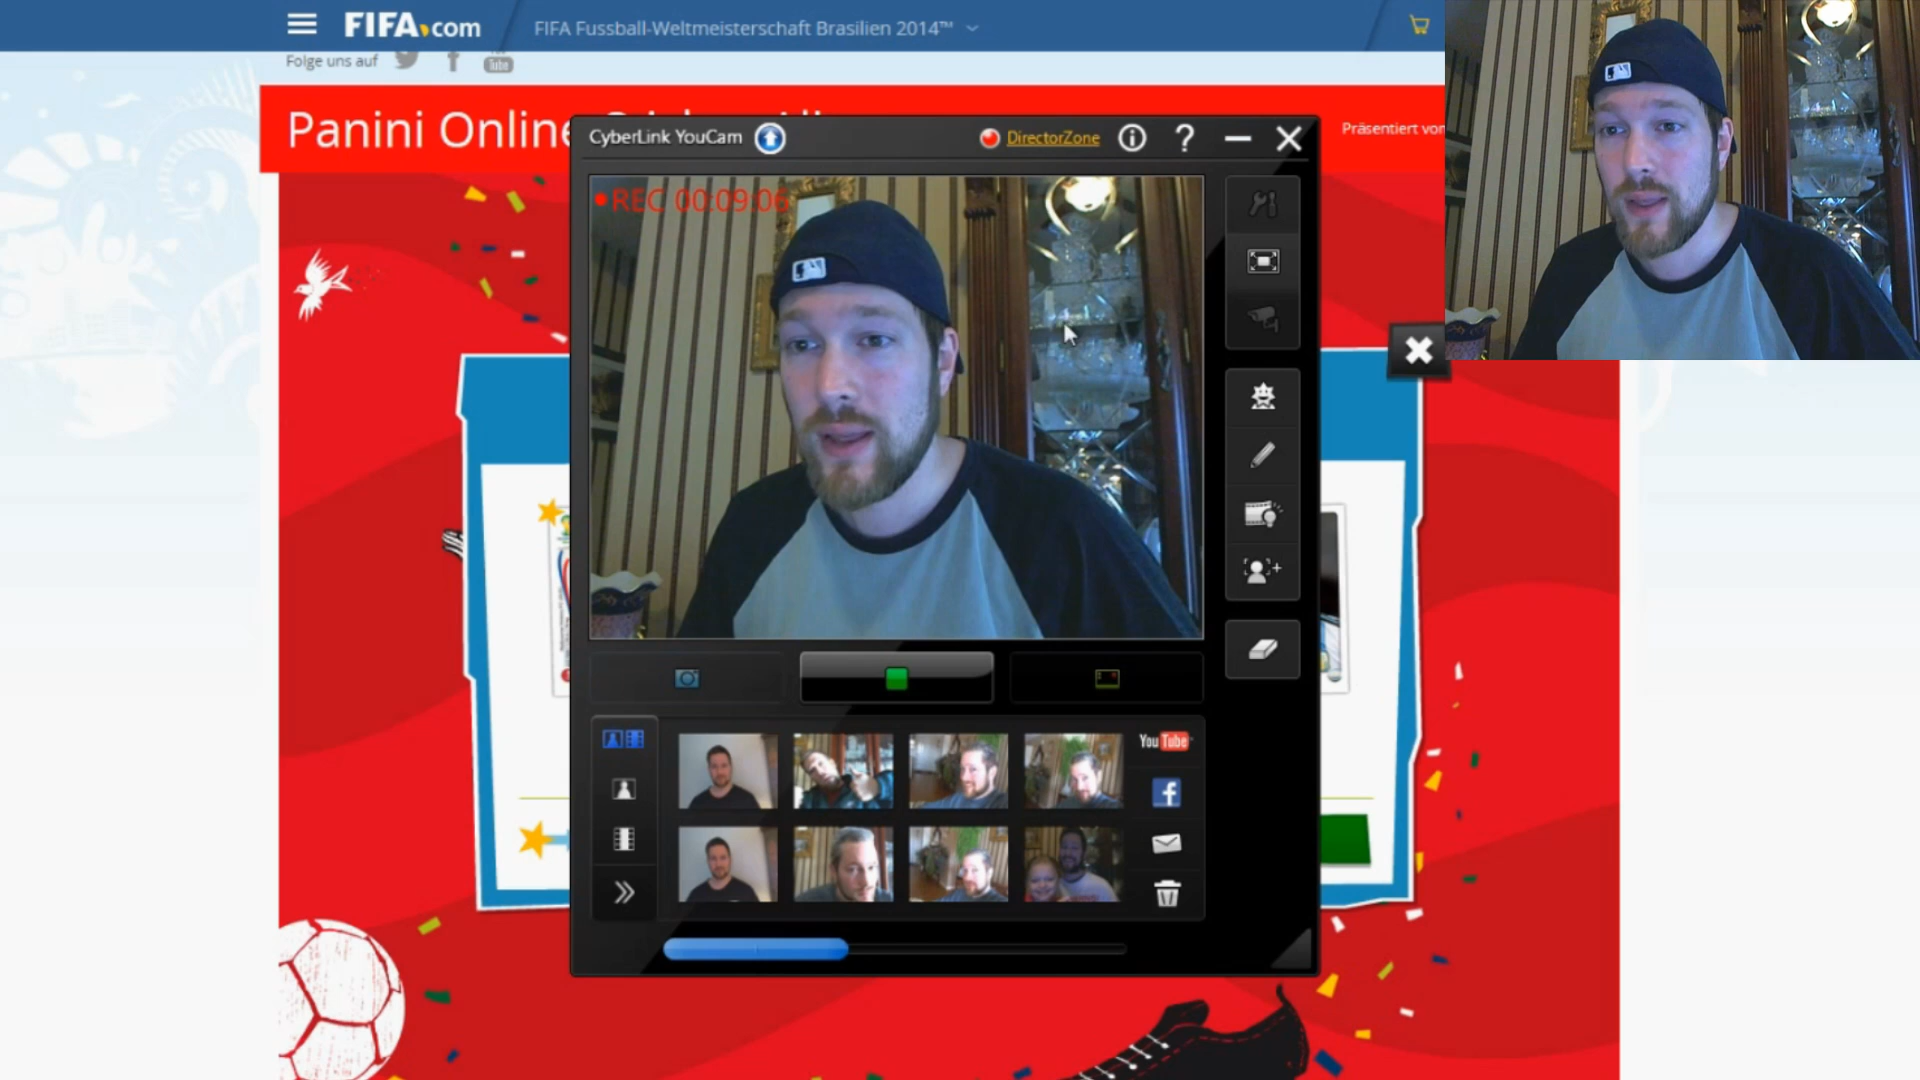 FIFA.com
FIFA Fussball-Weltmeisterschaft Brasilien 2014™
Folge uns auf
You Tube
Panini Online
Präsentiert von
CyberLink YouCam
DirectorZone
REC 00:09:06
YouTube